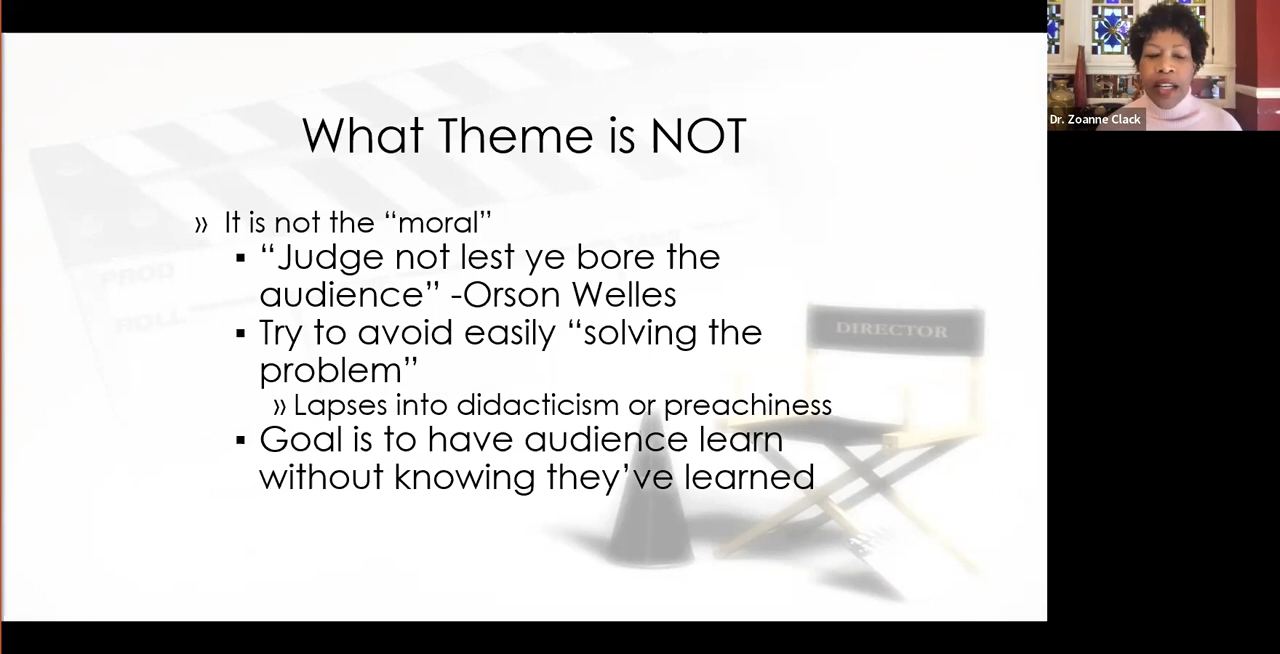 What Theme is NOT
» It is not the “moral”
▪ “Judge not lest ye bore the
audience” -Orson Welles
▪ Try to avoid easily “solving the
problem”
» Lapses into didacticism or preachiness
▪ Goal is to have audience learn
without knowing they’ve learned
DIRECTOR
PROD
ROLL
Dr. Zoanne Clack